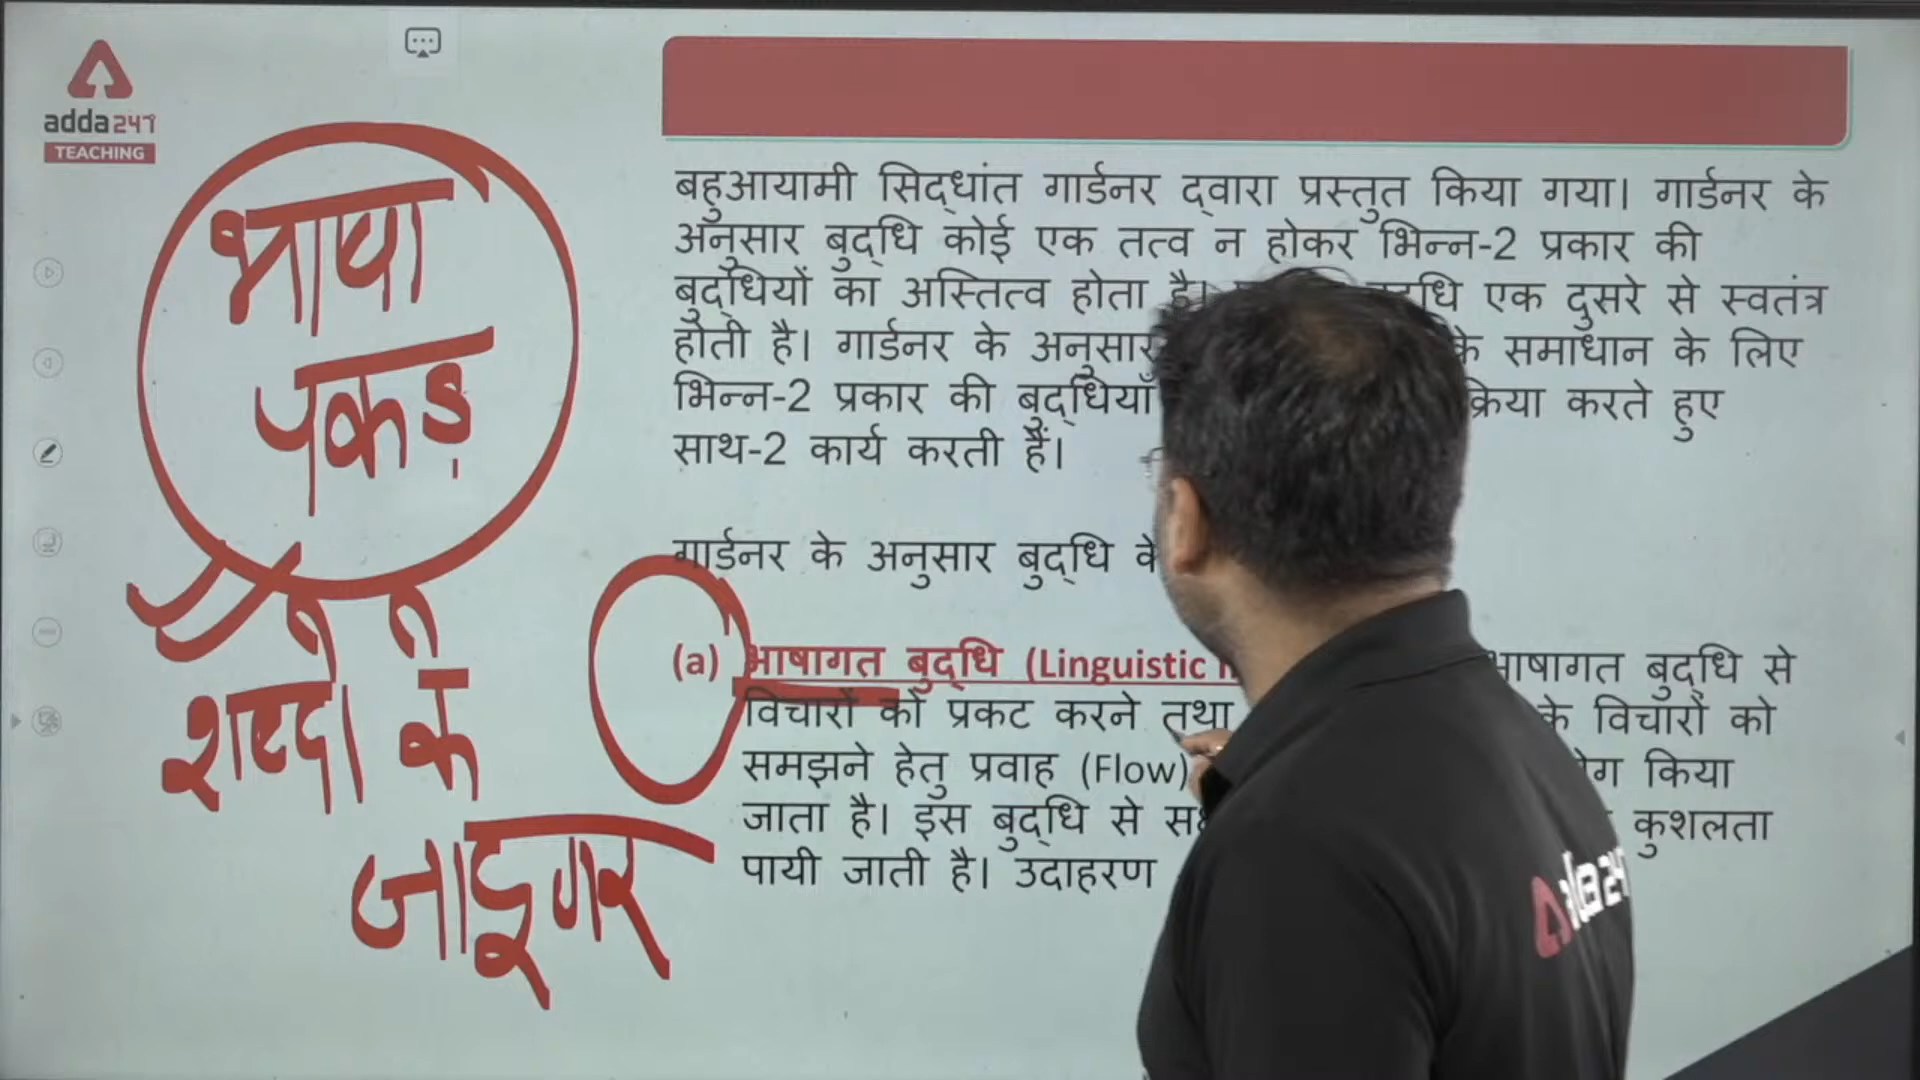 adda247
TEACHING
भाषा
पकड़
शब्दो के
जादुगर
बहुआयामी सिद्धांत गार्डनर द्वारा प्रस्तुत किया गया। गार्डनर के
अनुसार बुद्धि कोई एक तत्व न होकर भिन्न-2 प्रकार की
बुद्धियों का अस्तित्व होता है। एक दुसरे से स्वतंत्र
होती है। गार्डनर के अनुसार के समाधान के लिए
भिन्न-2 प्रकार की बुद्धियाँ क्रिया करते हुए
साथ-2 कार्य करती हैं।
गार्डनर के अनुसार बुद्धि के
(a) भाषागत बुद्धि (Linguistic भाषागत बुद्धि से
विचारों को प्रकट करने तथा के विचारों को
समझने हेतु प्रवाह (Flow) किया
जाता है। इस बुद्धि से कुशलता
पायी जाती है। उदाहरण
adda247